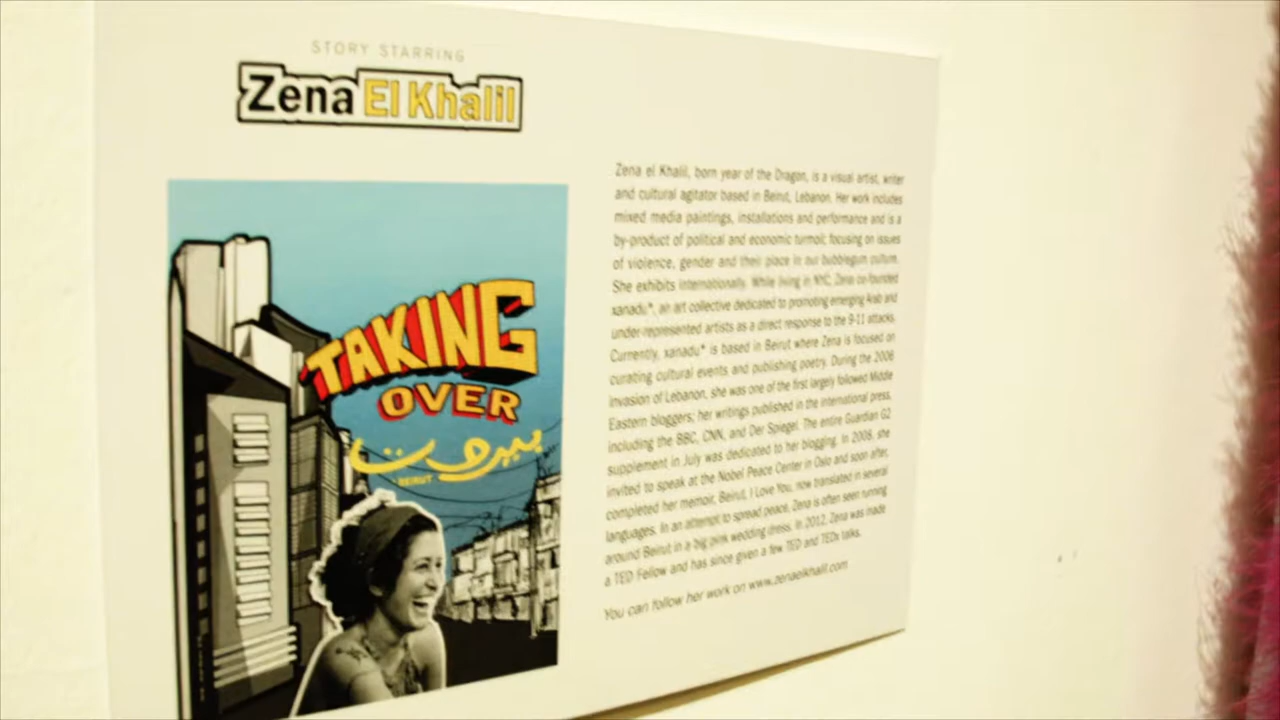 STORY STARRING
Zena El Khalil
TAKING
OVER
بيروت
BEIRUT
Zena el Khalil, born year of the Dragon, is a visual artist, writer
and cultural agitator based in Beirut, Lebanon. Her work includes
mixed media paintings, installations and performance and is a
by-product of political and economic turmoil; focusing on issues
of violence, gender and their place in our bubblegum culture.
She exhibits internationally. While living in NYC, Zena co-founded
xanadu*, an art collective dedicated to promoting emerging Arab and
under-represented artists as a direct response to the 9-11 attacks.
Currently, xanadu* is based in Beirut where Zena is focused on
curating cultural events and publishing poetry. During the 2006
invasion of Lebanon, she was one of the first largely followed Middle
Eastern bloggers; her writings published in the international press,
including the BBC, CNN, and Der Spiegel. The entire Guardian G2
supplement in July was dedicated to her blogging. In 2008, she
invited to speak at the Nobel Peace Center in Oslo and soon after,
completed her memoir, Beirut, I Love You, now translated in several
languages. In an attempt to spread peace, Zena is often seen running
around Beirut in a big pink wedding dress. In 2012, Zena was made
a TED Fellow and has since given a few TED and TEDx talks.
You can follow her work on www.zenaelkhalil.com